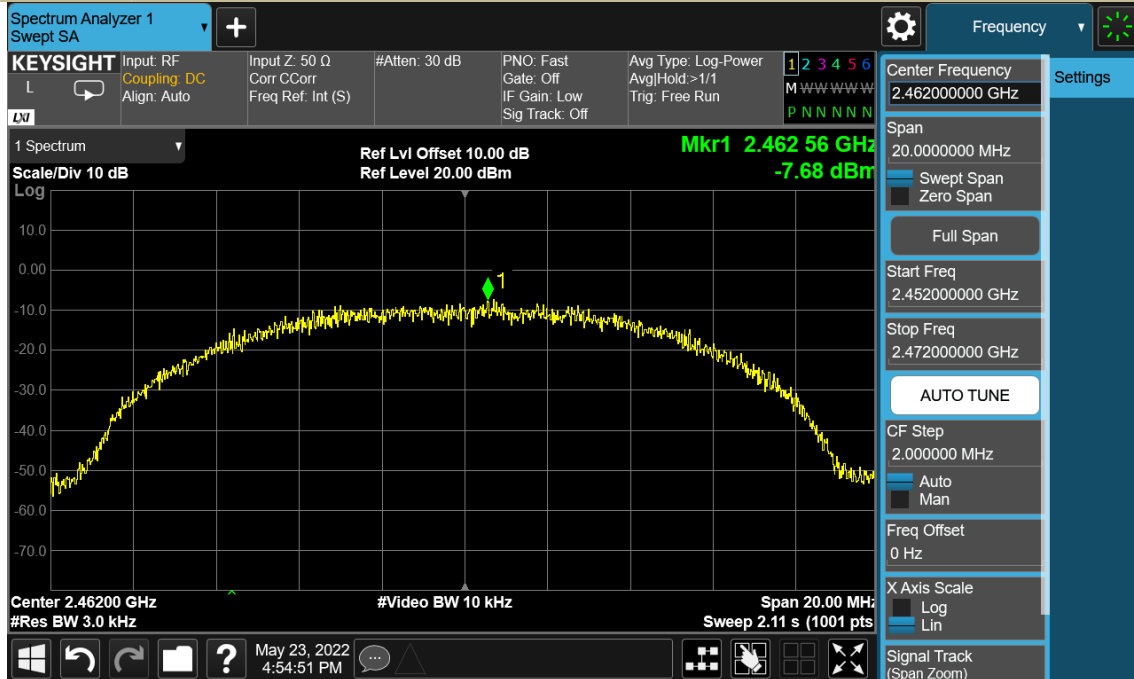 Spectrum Analyzer 1
Swept SA
Frequency
KEYSIGHT
L
LXI
Input: RF
Coupling: DC
Align: Auto
Input Z: 50 Ω
Corr CCorr
Freq Ref: Int (S)
#Atten: 30 dB
PNO: Fast
Gate: Off
IF Gain: Low
Sig Track: Off
Avg Type: Log-Power
Avg|Hold:>1/1
Trig: Free Run
1 2 3 4 5 6
M W W W W W
P N N N N N
1 Spectrum
Scale/Div 10 dB
Log
Ref Lvl Offset 10.00 dB
Ref Level 20.00 dBm
Mkr1 2.462 56 GHz
-7.68 dBm
1
10.0
0.00
-10.0
-20.0
-30.0
-40.0
-50.0
-60.0
-70.0
Center 2.46200 GHz
#Res BW 3.0 kHz
#Video BW 10 kHz
Span 20.00 MHz
Sweep 2.11 s (1001 pts
May 23, 2022
4:54:51 PM
Center Frequency
2.462000000 GHz
Settings
Span
20.0000000 MHz
Swept Span
Zero Span
Full Span
Start Freq
2.452000000 GHz
Stop Freq
2.472000000 GHz
AUTO TUNE
CF Step
2.000000 MHz
Auto
Man
Freq Offset
0 Hz
X Axis Scale
Log
Lin
Signal Track
(Span Zoom)